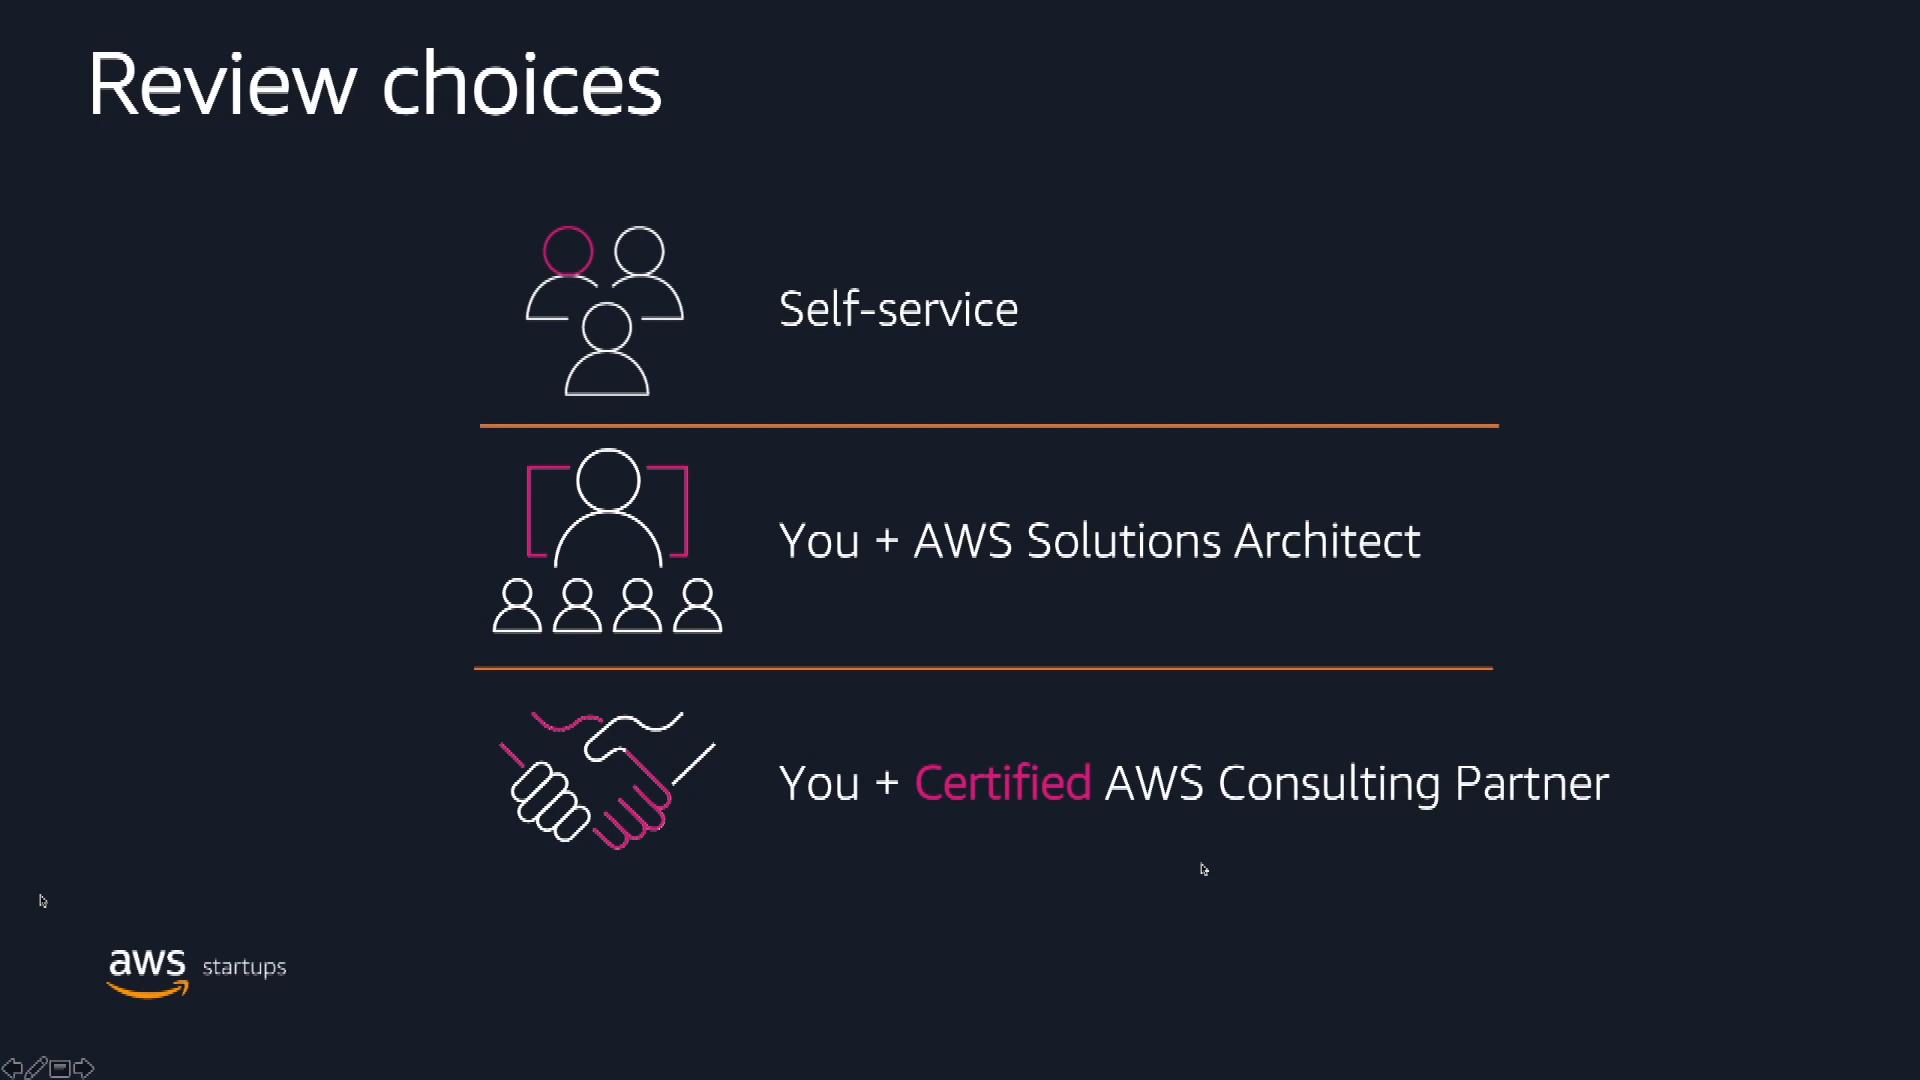 Review choices
Self-service
You + AWS Solutions Architect
You + Certified AWS Consulting Partner
aws startups